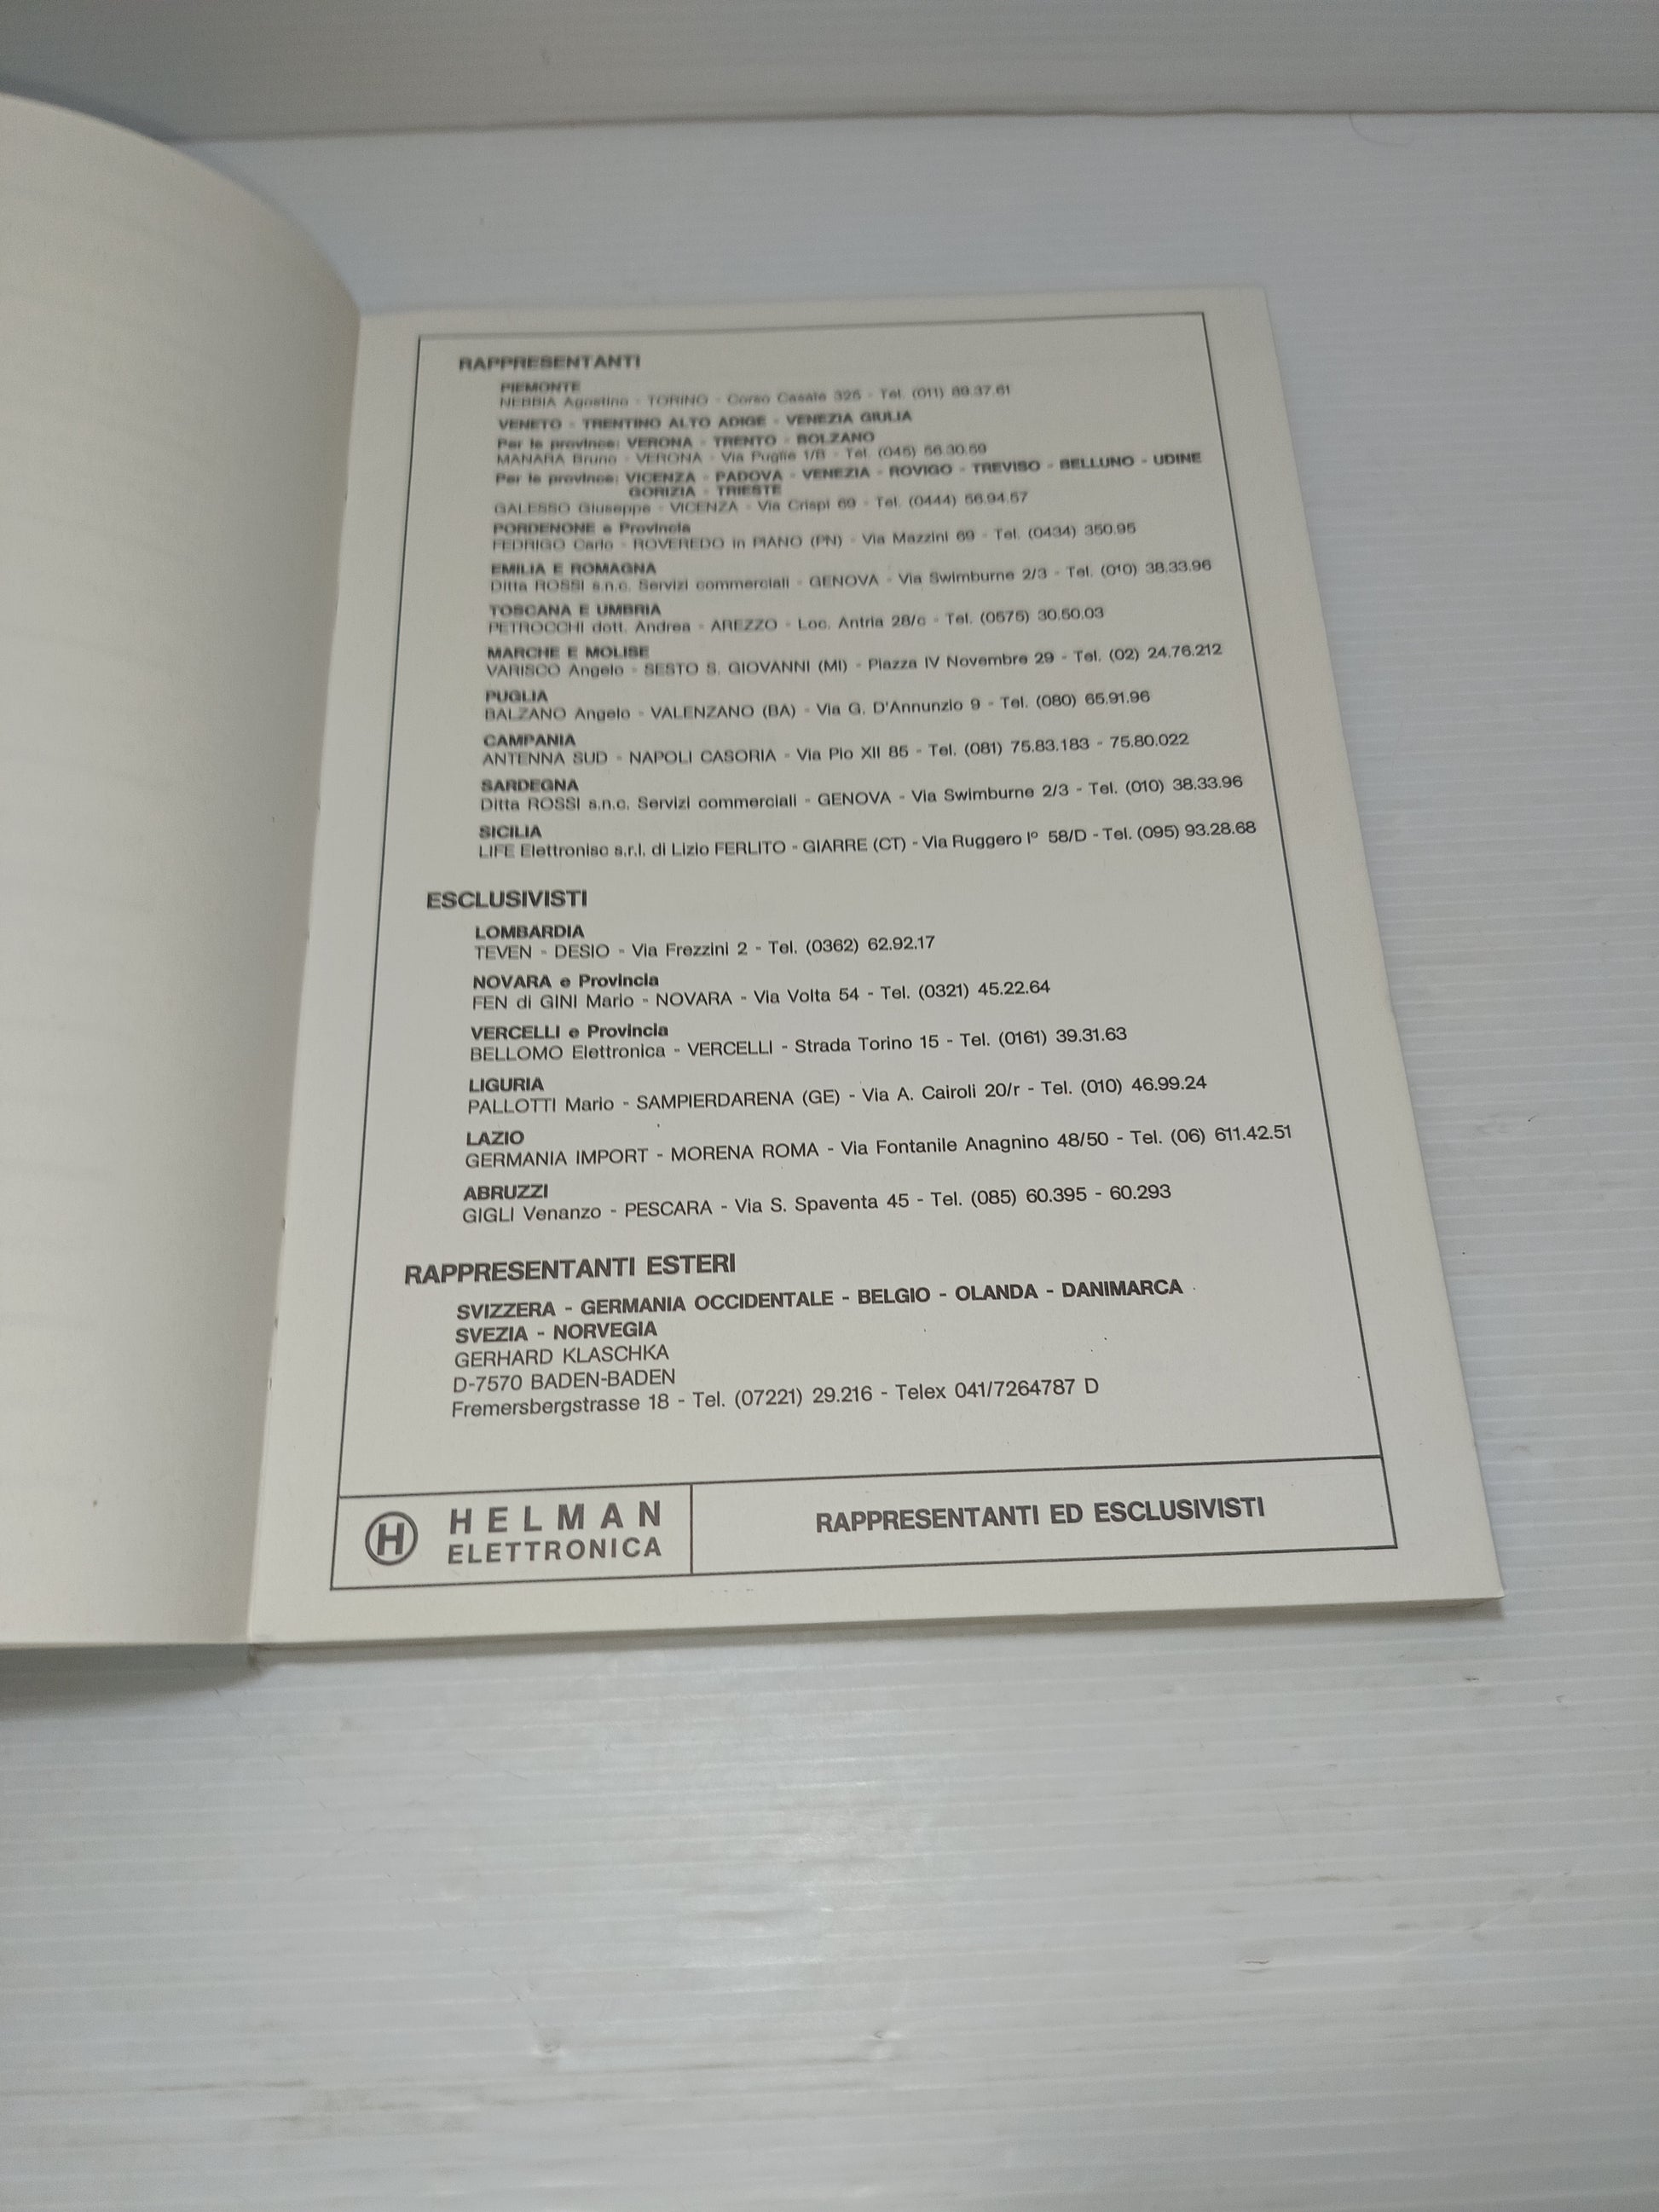 RAPPRESENTANTI
PIEMONTE
NEBBIA Agostino - TORINO - Corso Casale 325 - Tel. (011) 89.37.61
VENETO - TRENTINO ALTO ADIGE - VENEZIA GIULIA
Per le province: VERONA - TRENTO - BOLZANO
MANARA Bruno - VERONA - Via Puglie 1/B - Tel. (045) 56.30.59
Per le province: VICENZA - PADOVA - VENEZIA - ROVIGO - TREVISO - BELLUNO - UDINE
GORIZIA - TRIESTE
GALESSO Giuseppe - VICENZA - Via Crispi 69 - Tel. (0444) 56.94.57
PORDENONE e Provincia
FEDRIGO Carlo - ROVEREDO in PIANO (PN) - Via Mazzini 69 - Tel. (0434) 350.95
EMILIA E ROMAGNA
Ditta ROSSI s.n.c. Servizi commerciali - GENOVA - Via Swimburne 2/3 - Tel. (010) 38.33.96
TOSCANA E UMBRIA
PETROCCHI dott. Andrea - AREZZO - Loc. Antria 28/c - Tel. (0575) 30.50.03
MARCHE E MOLISE
VARISCO Angelo - SESTO S. GIOVANNI (MI) - Piazza IV Novembre 29 - Tel. (02) 24.76.212
PUGLIA
BALZANO Angelo - VALENZANO (BA) - Via G. D'Annunzio 9 - Tel. (080) 65.91.96
CAMPANIA
ANTENNA SUD - NAPOLI CASORIA - Via Pio XII 85 - Tel. (081) 75.83.183 - 75.80.022
SARDEGNA
Ditta ROSSI s.n.c. Servizi commerciali - GENOVA - Via Swimburne 2/3 - Tel. (010) 38.33.96
SICILIA
LIFE Elettronisc s.r.l. di Lizio FERLITO - GIARRE (CT) - Via Ruggero I° 58/D - Tel. (095) 93.28.68
ESCLUSIVISTI
LOMBARDIA
TEVEN - DESIO - Via Frezzini 2 - Tel. (0362) 62.92.17
NOVARA e Provincia
FEN di GINI Mario - NOVARA - Via Volta 54 - Tel. (0321) 45.22.64
VERCELLI e Provincia
BELLOMO Elettronica - VERCELLI - Strada Torino 15 - Tel. (0161) 39.31.63
LIGURIA
PALLOTTI Mario - SAMPIERDARENA (GE) - Via A. Cairoli 20/r - Tel. (010) 46.99.24
LAZIO
GERMANIA IMPORT - MORENA ROMA - Via Fontanile Anagnino 48/50 - Tel. (06) 611.42.51
ABRUZZI
GIGLI Venanzo - PESCARA - Via S. Spaventa 45 - Tel. (085) 60.395 - 60.293
RAPPRESENTANTI ESTERI
SVIZZERA - GERMANIA OCCIDENTALE - BELGIO - OLANDA - DANIMARCA
SVEZIA - NORVEGIA
GERHARD KLASCHKA
D-7570 BADEN-BADEN
Fremersbergstrasse 18 - Tel. (07221) 29.216 - Telex 041/7264787 D
H HELMAN
ELETTRONICA
RAPPRESENTANTI ED ESCLUSIVISTI